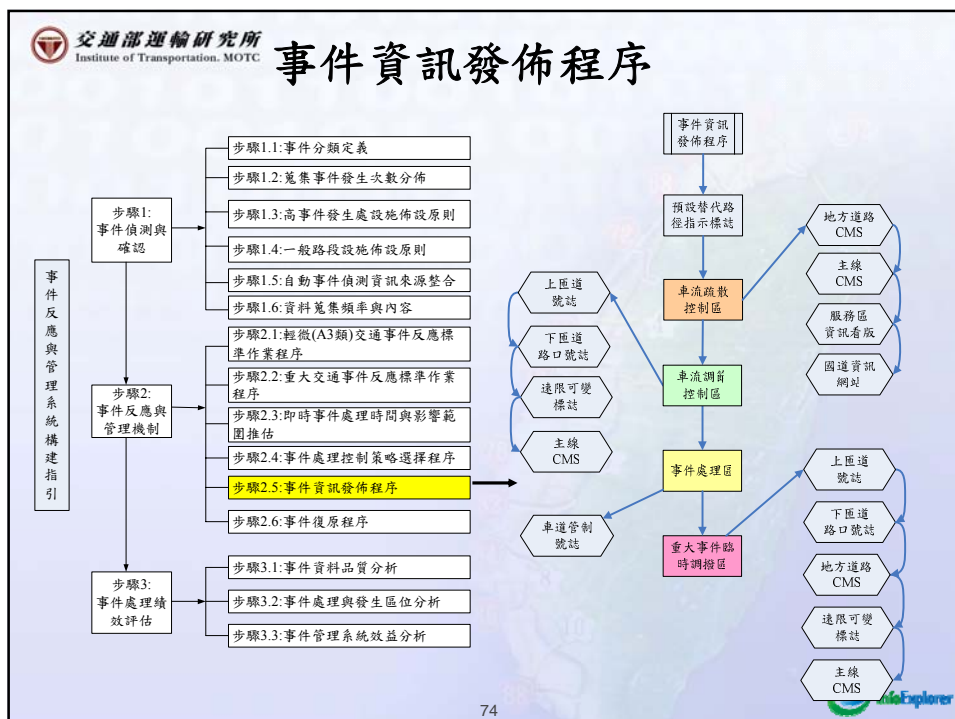 交通部運輸研究所
Institute of Transportation. MOTC
事件資訊發佈程序
事件反應與管理系統構建指引
步驟1:
事件偵測與
確認
步驟1.1:事件分類定義
步驟1.2:蒐集事件發生次數分佈
步驟1.3:高事件發生處設施佈設原則
步驟1.4:一般路段設施佈設原則
步驟1.5:自動事件偵測資訊來源整合
步驟1.6:資料蒐集頻率與內容
步驟2:
事件反應與
管理機制
步驟2.1:輕微(A3類)交通事件反應標
準作業程序
步驟2.2:重大交通事件反應標準作業
程序
步驟2.3:即時事件處理時間與影響範
圍推估
步驟2.4:事件處理控制策略選擇程序
步驟2.5:事件資訊發佈程序
步驟2.6:事件復原程序
步驟3:
事件處理績
效評估
步驟3.1:事件資料品質分析
步驟3.2:事件處理與發生區位分析
步驟3.3:事件管理系統效益分析
事件資訊
發佈程序
預設替代路
徑指示標誌
車流疏散
控制區
車流調節
控制區
事件處理區
重大事件臨
時調撥區
地方道路
CMS
主線
CMS
服務區
資訊看版
國道資訊
網站
上匝道
號誌
下匝道
路口號誌
速限可變
標誌
主線
CMS
車道管制
號誌
上匝道
號誌
下匝道
路口號誌
地方道路
CMS
速限可變
標誌
主線
CMS
InfoExplorer
74